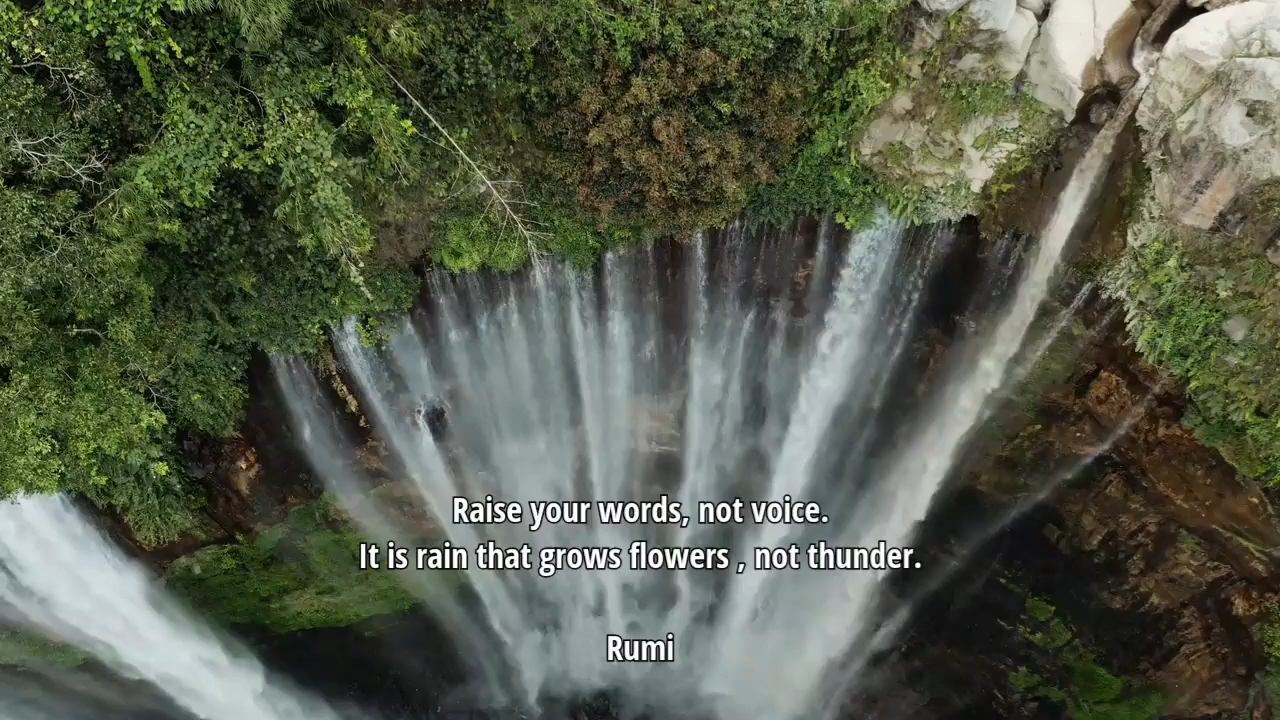 Raise your words, not voice.
It is rain that grows flowers , not thunder.
Rumi